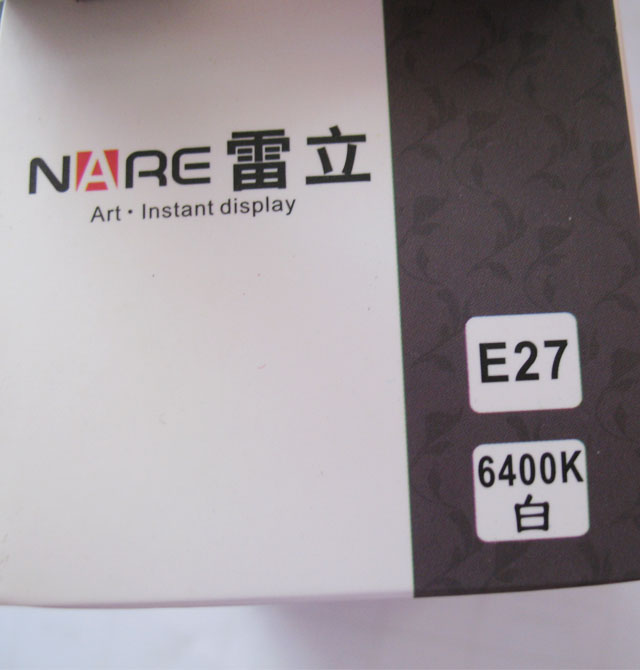 NARE 雷立
Art · Instant display
E27
6400K
白